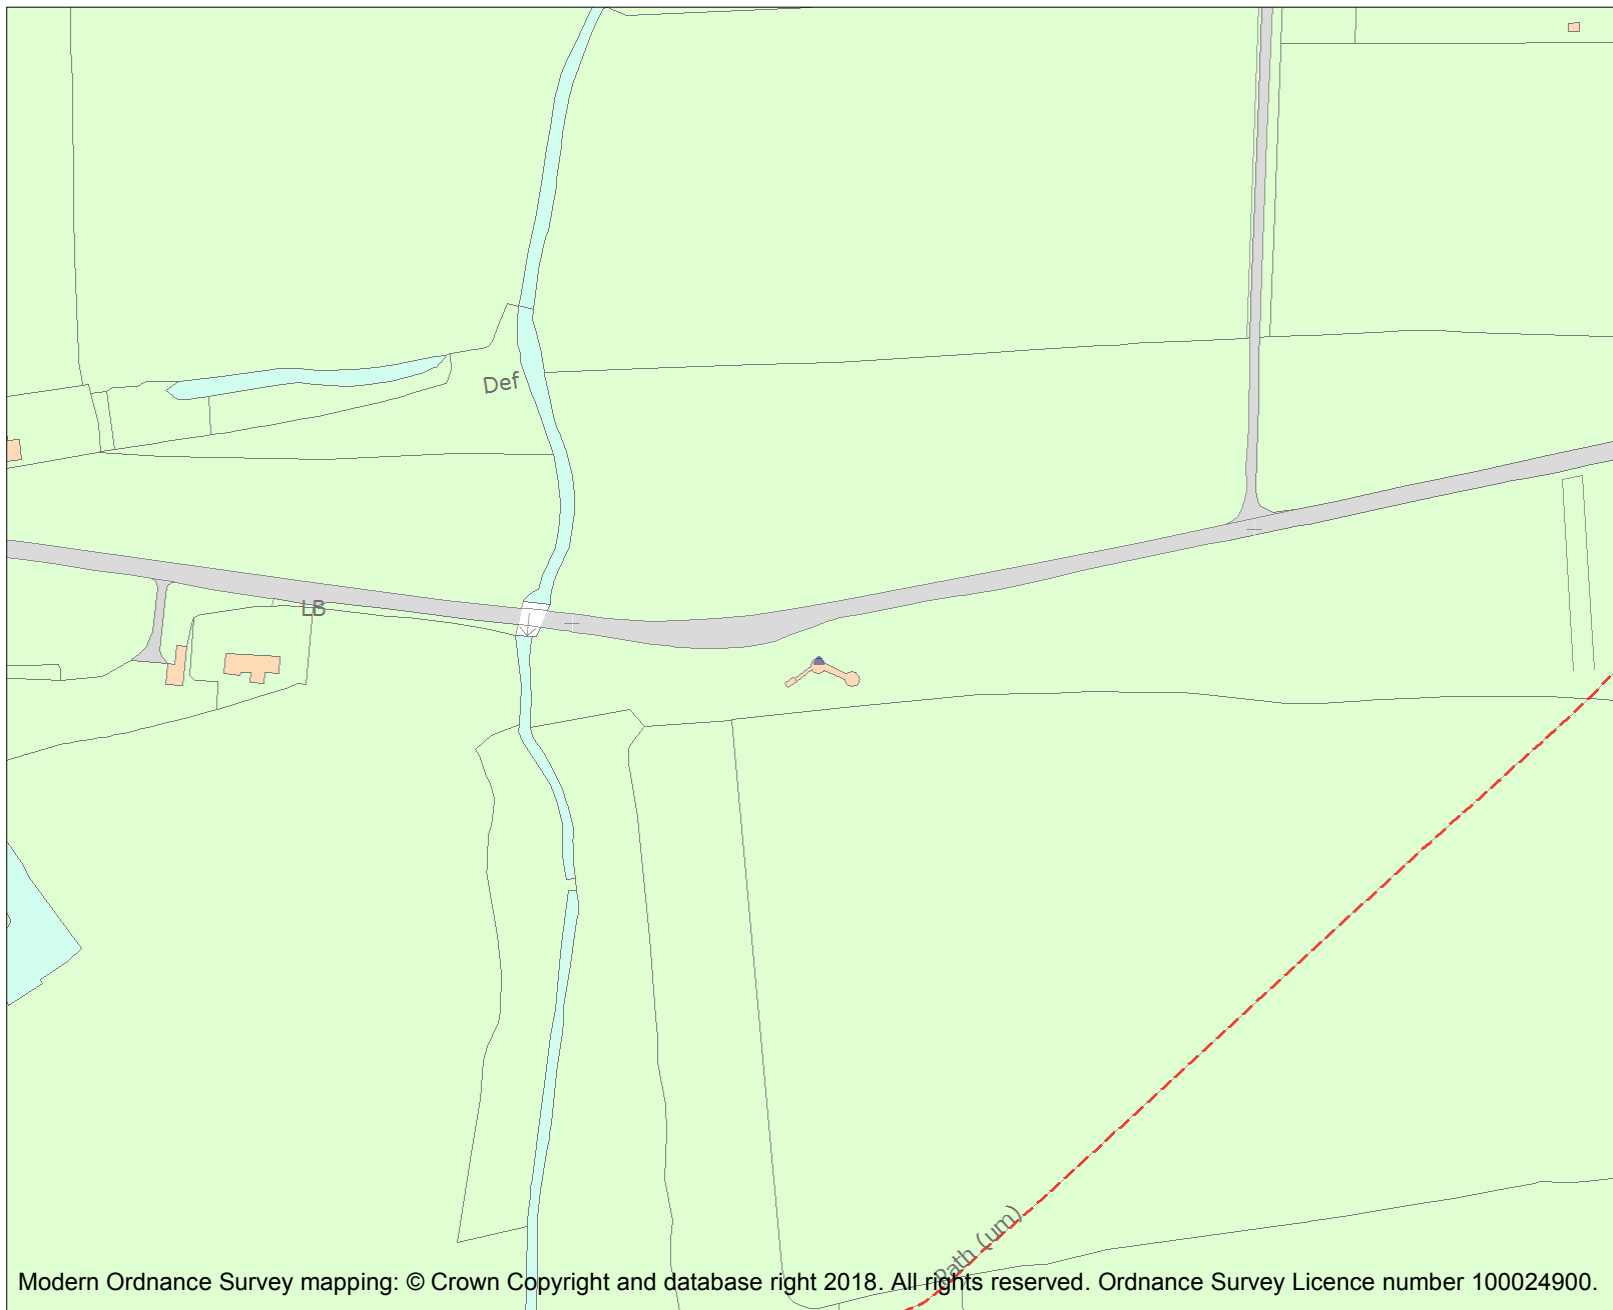 Def
LB
Path (um)
Modern Ordnance Survey mapping: © Crown Copyright and database right 2018. All rights reserved. Ordnance Survey Licence number 100024900.